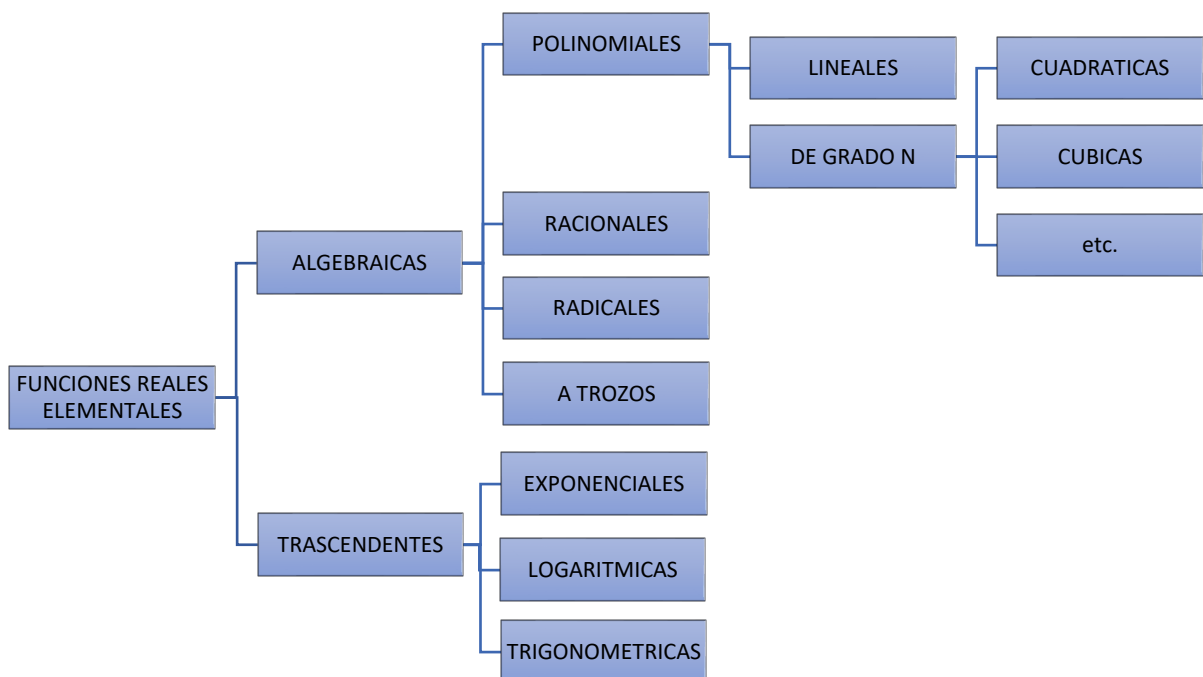 FUNCIONES REALES
ELEMENTALES
ALGEBRAICAS
POLINOMIALES
LINEALES
DE GRADO N
CUADRATICAS
CUBICAS
etc.
RACIONALES
RADICALES
A TROZOS
TRASCENDENTES
EXPONENCIALES
LOGARITMICAS
TRIGONOMETRICAS